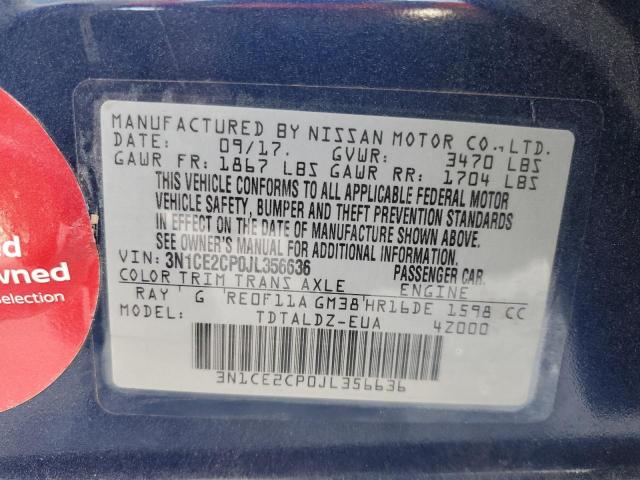 MANUFACTURED BY NISSAN MOTOR CO.,LTD.
DATE: 09/17. GVWR: 3470 LBS
GAWR FR: 1867 LBS GAWR RR: 1704 LBS
THIS VEHICLE CONFORMS TO ALL APPLICABLE FEDERAL MOTOR
VEHICLE SAFETY, BUMPER AND THEFT PREVENTION STANDARDS
IN EFFECT ON THE DATE OF MANUFACTURE SHOWN ABOVE.
SEE OWNER'S MANUAL FOR ADDITIONAL INFORMATION.
VIN: 3N1CE2CP0JL356636 PASSENGER CAR.
COLOR TRIM TRANS AXLE ENGINE
RAY G RE0F11A GM38 HR16DE 1598 CC
MODEL: TDTALDZ-EUA 4Z000
3N1CE2CP0JL356636
wned
Selection